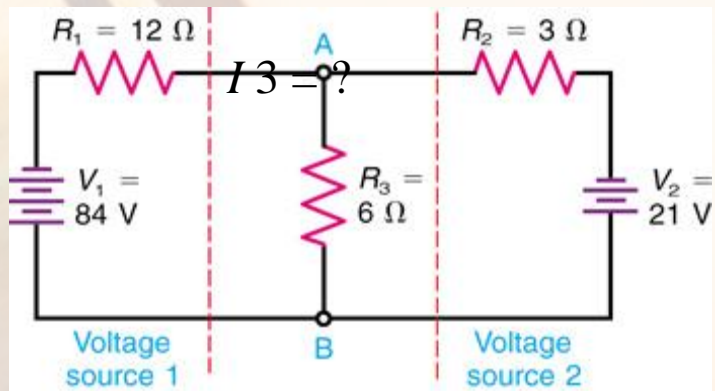 R₁ = 12 Ω
A
R₂ = 3 Ω
I 3 = ?
V₁ =
84 V
R₃ =
6 Ω
V₂ =
21 V
Voltage
source 1
B
Voltage
source 2